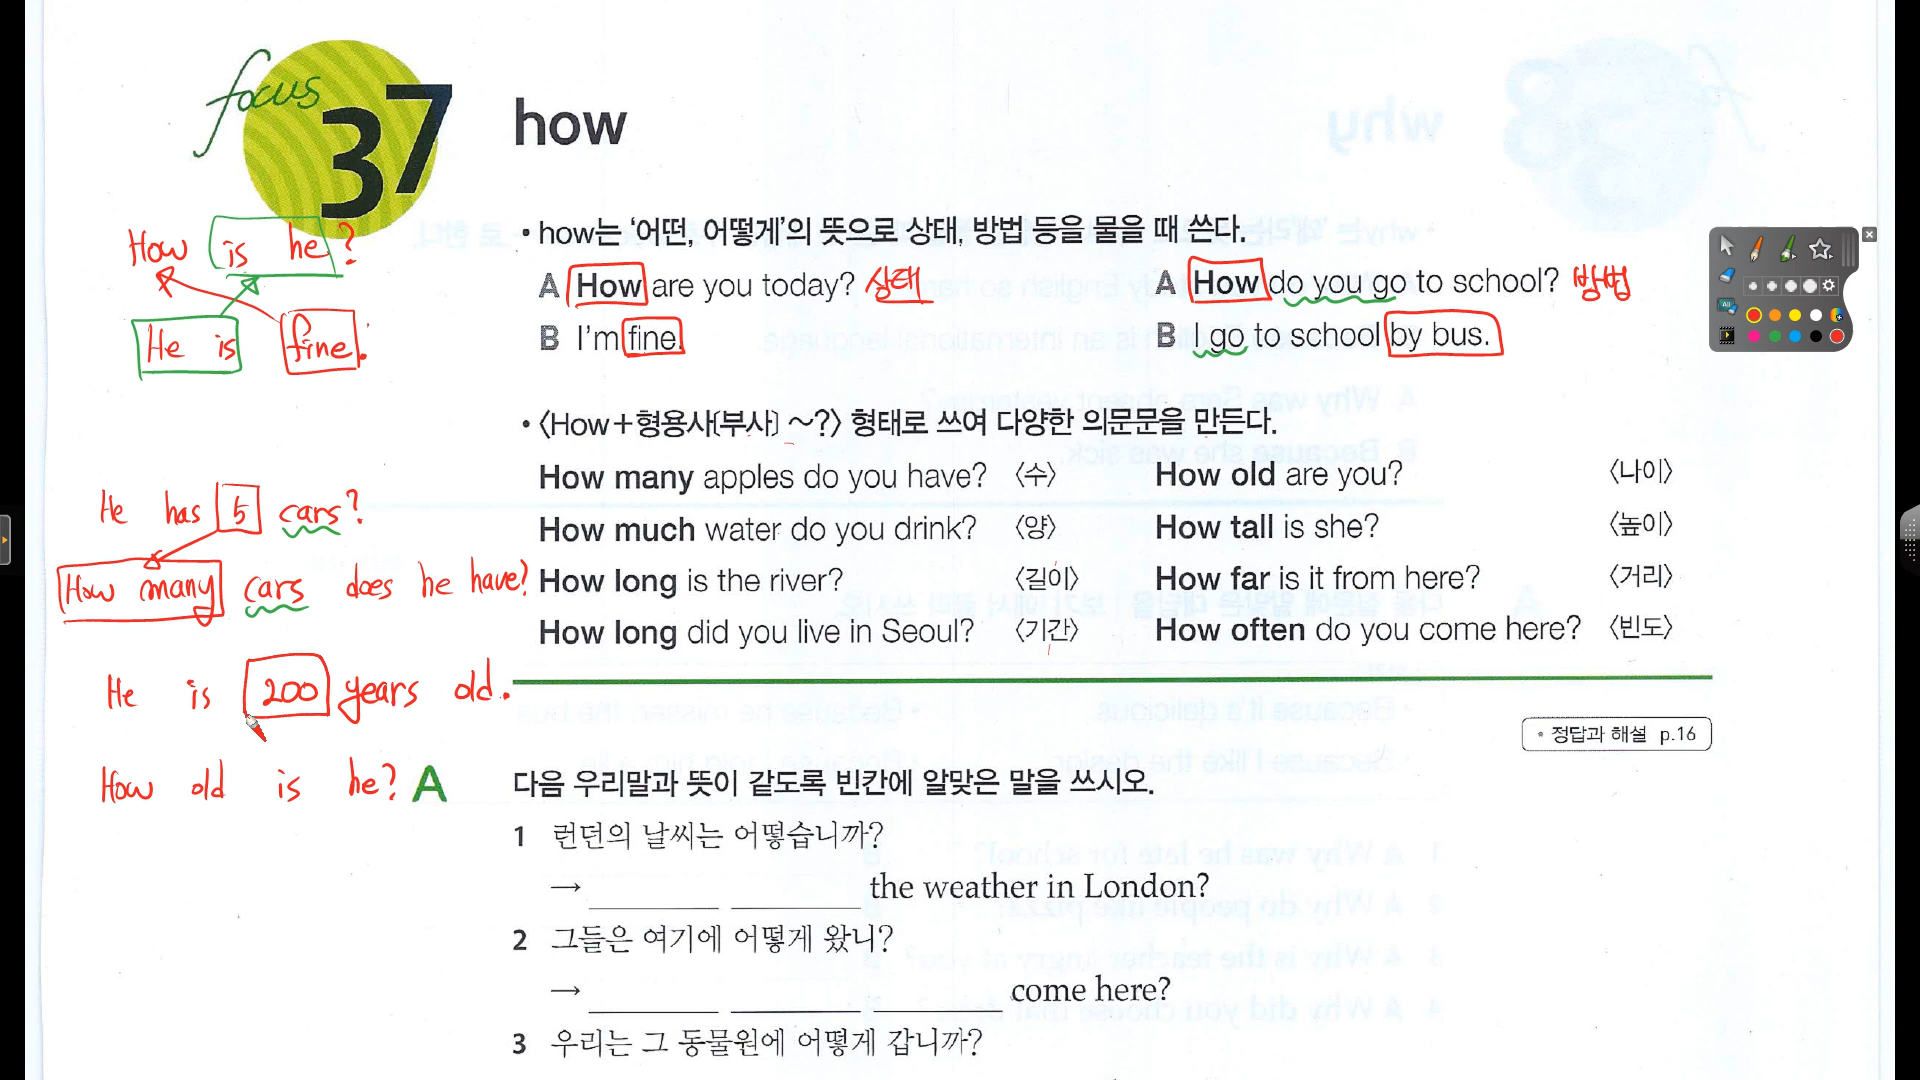 focus
37
how
• how는 '어떤, 어떻게'의 뜻으로 상태, 방법 등을 물을 때 쓴다.
A How are you today? 상태
B I'm fine.
A How do you go to school? 방법
B I go to school by bus.
How is he?
He is fine.
• 〈How+형용사[부사] ~?〉 형태로 쓰여 다양한 의문문을 만든다.
How many apples do you have? 〈수〉
How old are you? 〈나이〉
How much water do you drink? 〈양〉
How tall is she? 〈높이〉
How long is the river? 〈길이〉
How far is it from here? 〈거리〉
How long did you live in Seoul? 〈기간〉
How often do you come here? 〈빈도〉
He has 5 cars?
How many cars does he have?
He is 200 years old.
How old is he?
• 정답과 해설 p.16
A 다음 우리말과 뜻이 같도록 빈칸에 알맞은 말을 쓰시오.
1 런던의 날씨는 어떻습니까?
→ the weather in London?
2 그들은 여기에 어떻게 왔니?
→ come here?
3 우리는 그 동물원에 어떻게 갑니까?